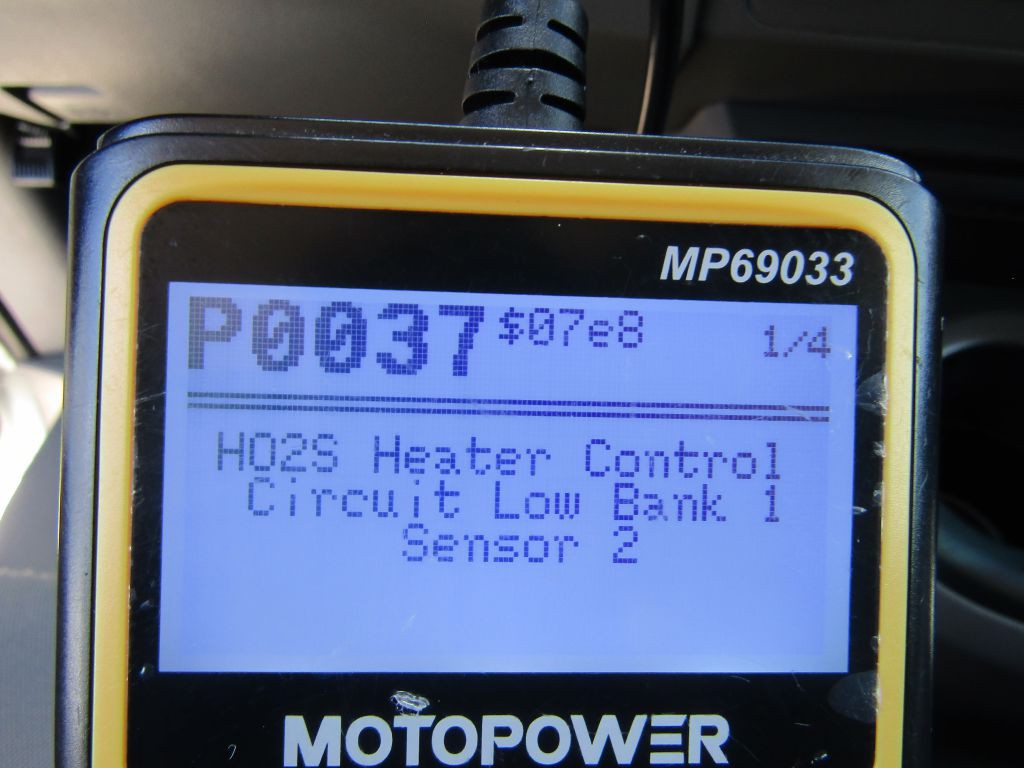 MP69033
P0037 $07e8 1/4
HO2S Heater Control
Circuit Low Bank 1
Sensor 2
MOTOPOWER